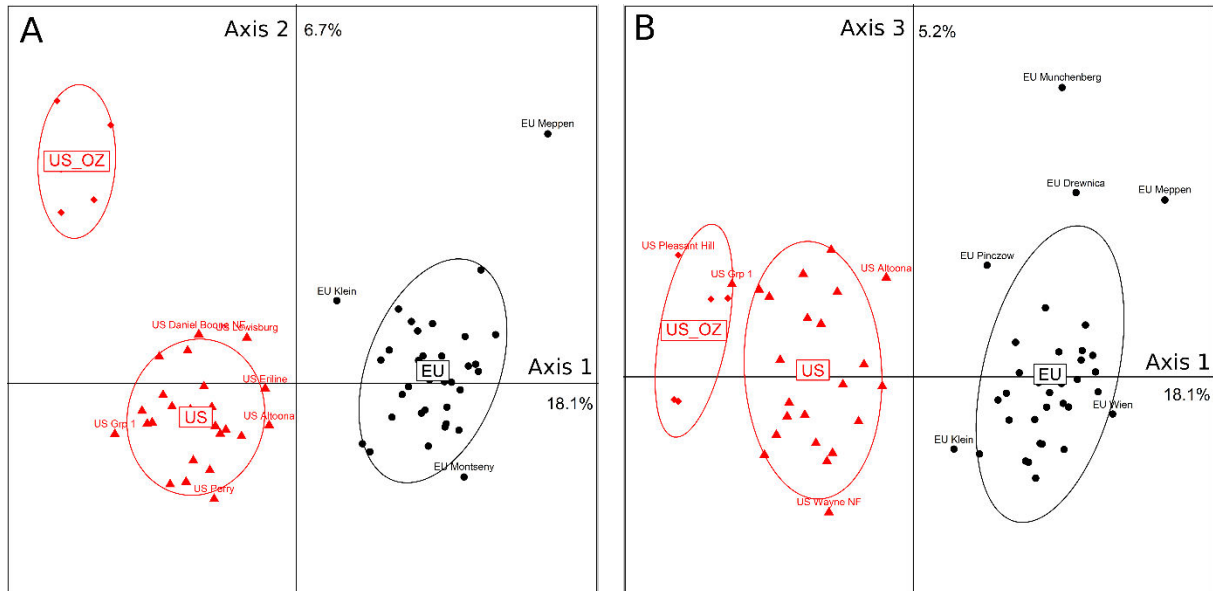 A
Axis 2
6.7%
EU Meppen
US_OZ
EU Klein
US Daniel Boone NF
US Lewisburg
EU
Axis 1
US Eriline
18.1%
US
US Altoona
US Grp 1
EU Montseny
US Perry
B
Axis 3
5.2%
EU Munchenberg
EU Drewnica
EU Meppen
US Pleasant Hill
EU Pinczow
US Grp 1
US Altoona
US_OZ
US
EU
Axis 1
18.1%
EU Wien
EU Klein
US Wayne NF